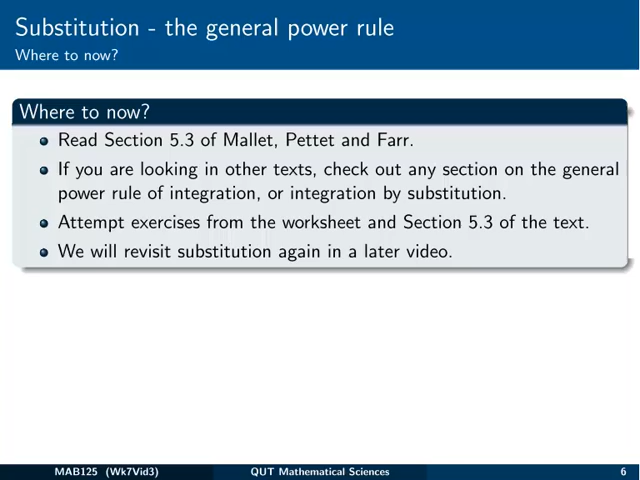 Substitution - the general power rule
Where to now?
Where to now?
Read Section 5.3 of Mallet, Pettet and Farr.
If you are looking in other texts, check out any section on the general
power rule of integration, or integration by substitution.
Attempt exercises from the worksheet and Section 5.3 of the text.
We will revisit substitution again in a later video.
MAB125 (Wk7Vid3) QUT Mathematical Sciences 6